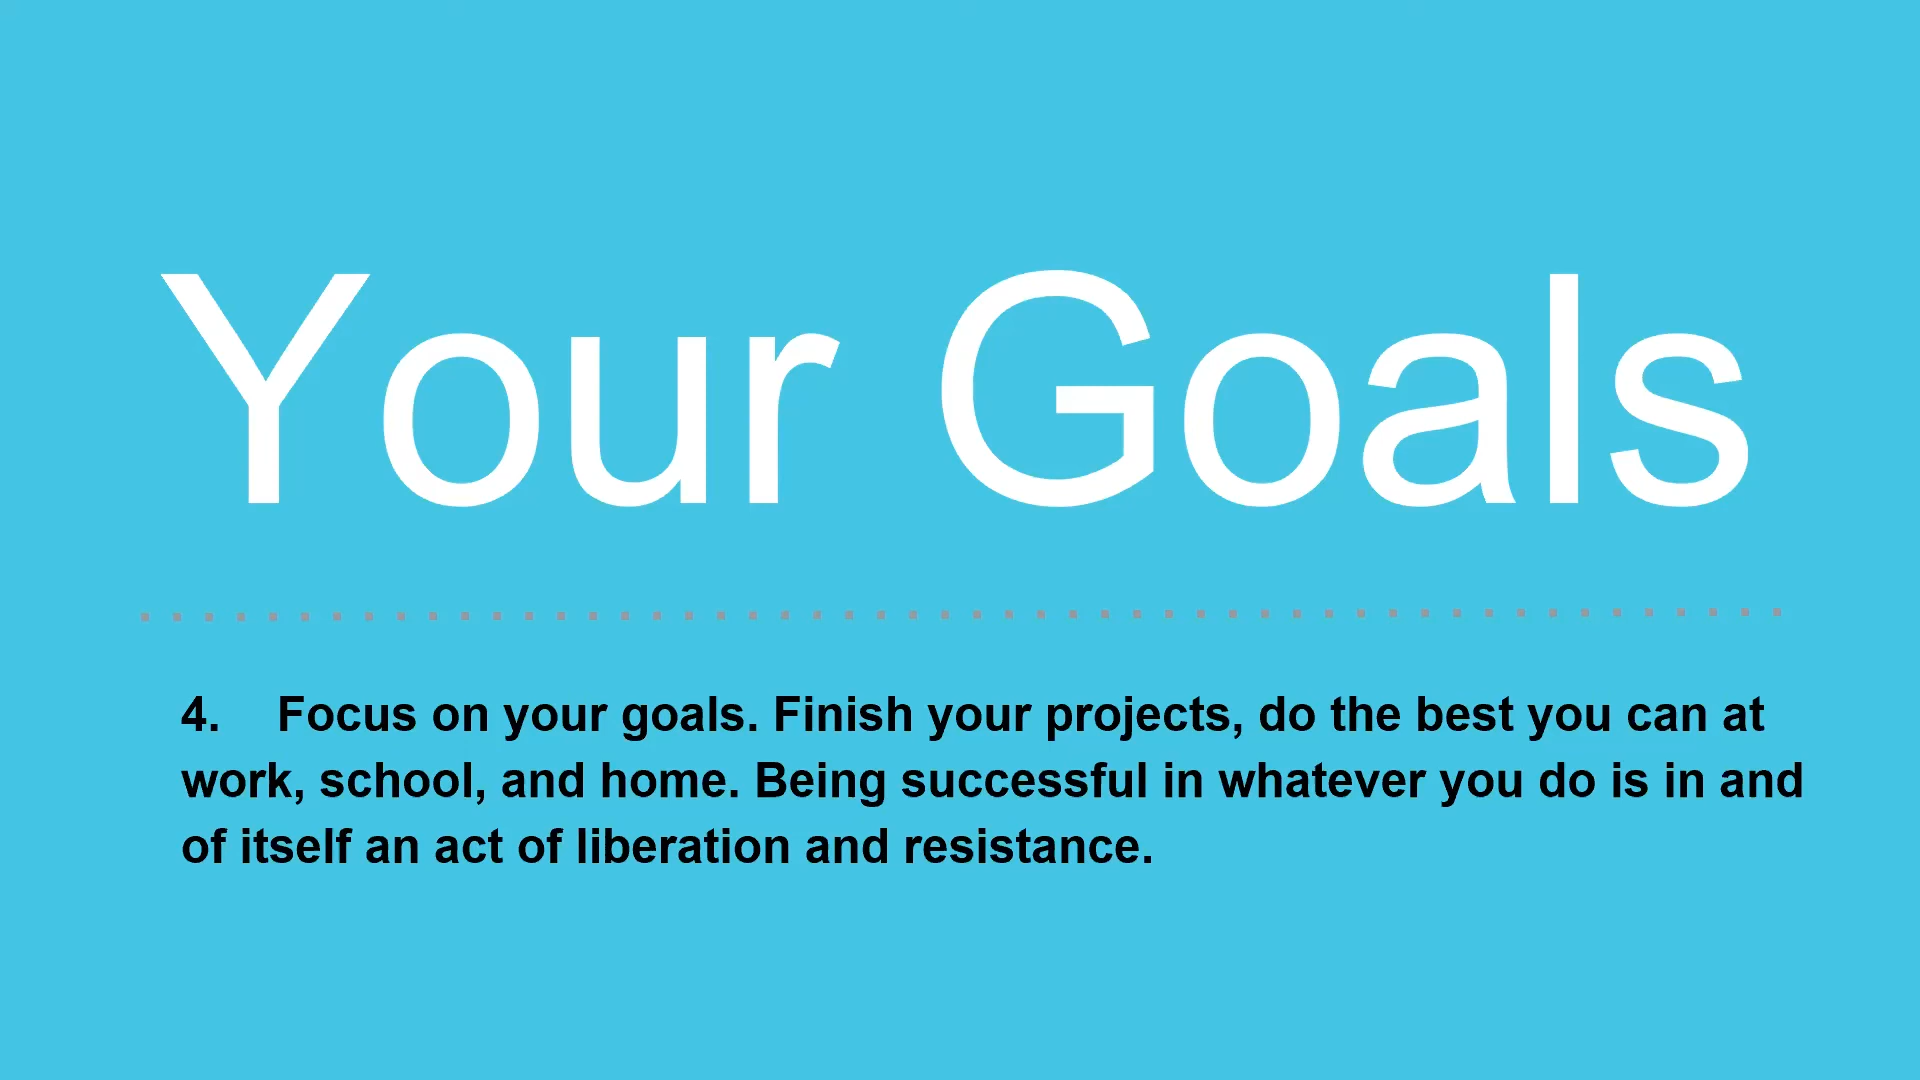 Your Goals
4. Focus on your goals. Finish your projects, do the best you can at
work, school, and home. Being successful in whatever you do is in and
of itself an act of liberation and resistance.